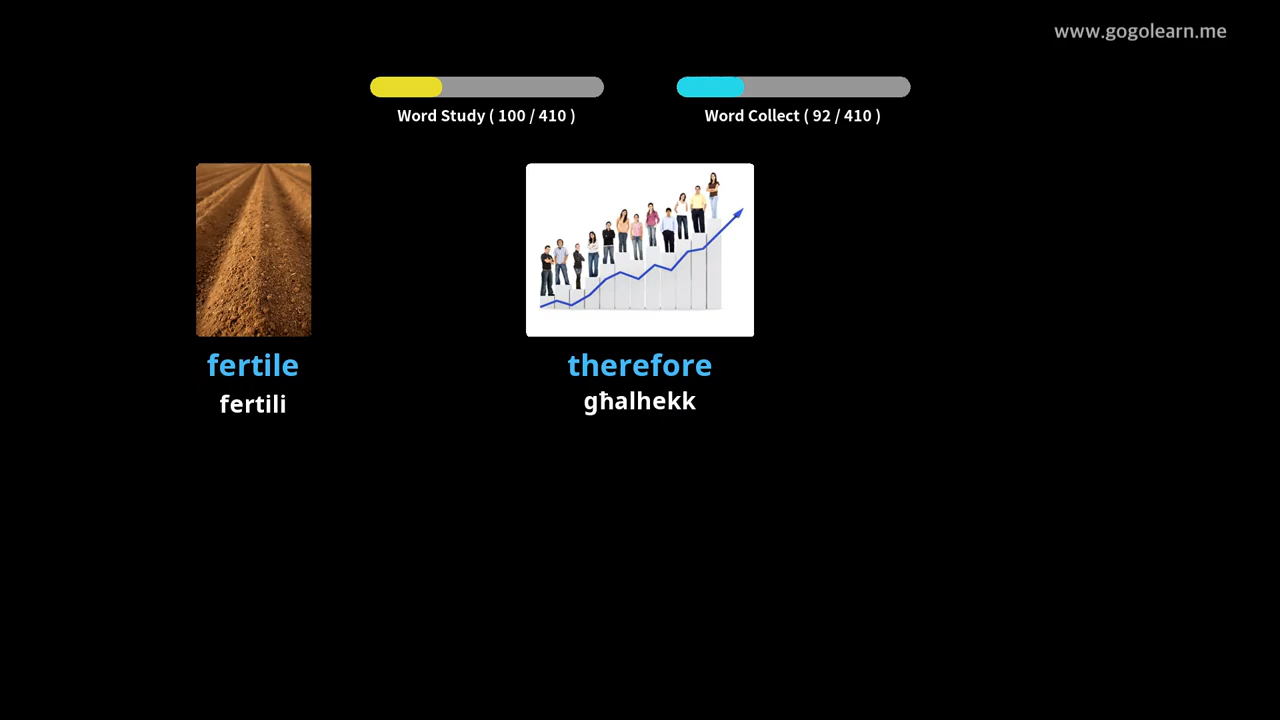 www.gogolearn.me
Word Study ( 100 / 410 )
Word Collect ( 92 / 410 )
fertile
fertili
therefore
għalhekk